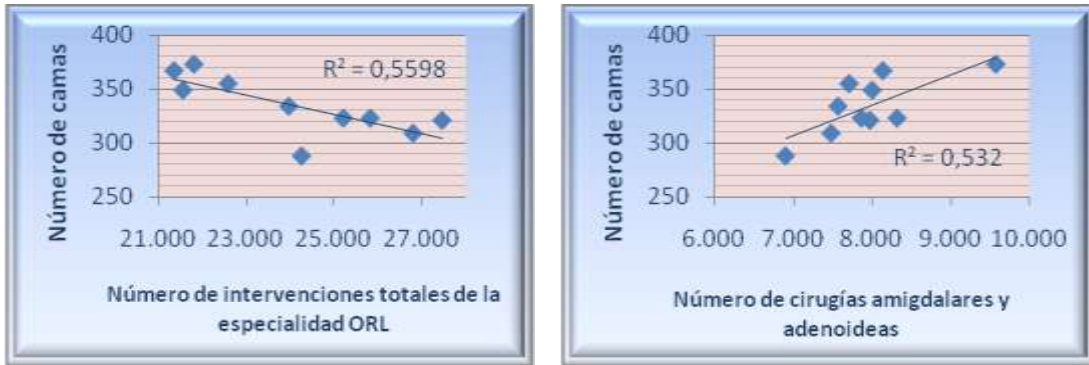 Número de camas
400
350
300
250
R² = 0,5598
21.000 23.000 25.000 27.000
Número de intervenciones totales de la
especialidad ORL
Número de camas
400
350
300
250
R² = 0,532
6.000 7.000 8.000 9.000 10.000
Número de cirugías amigdalares y
adenoideas